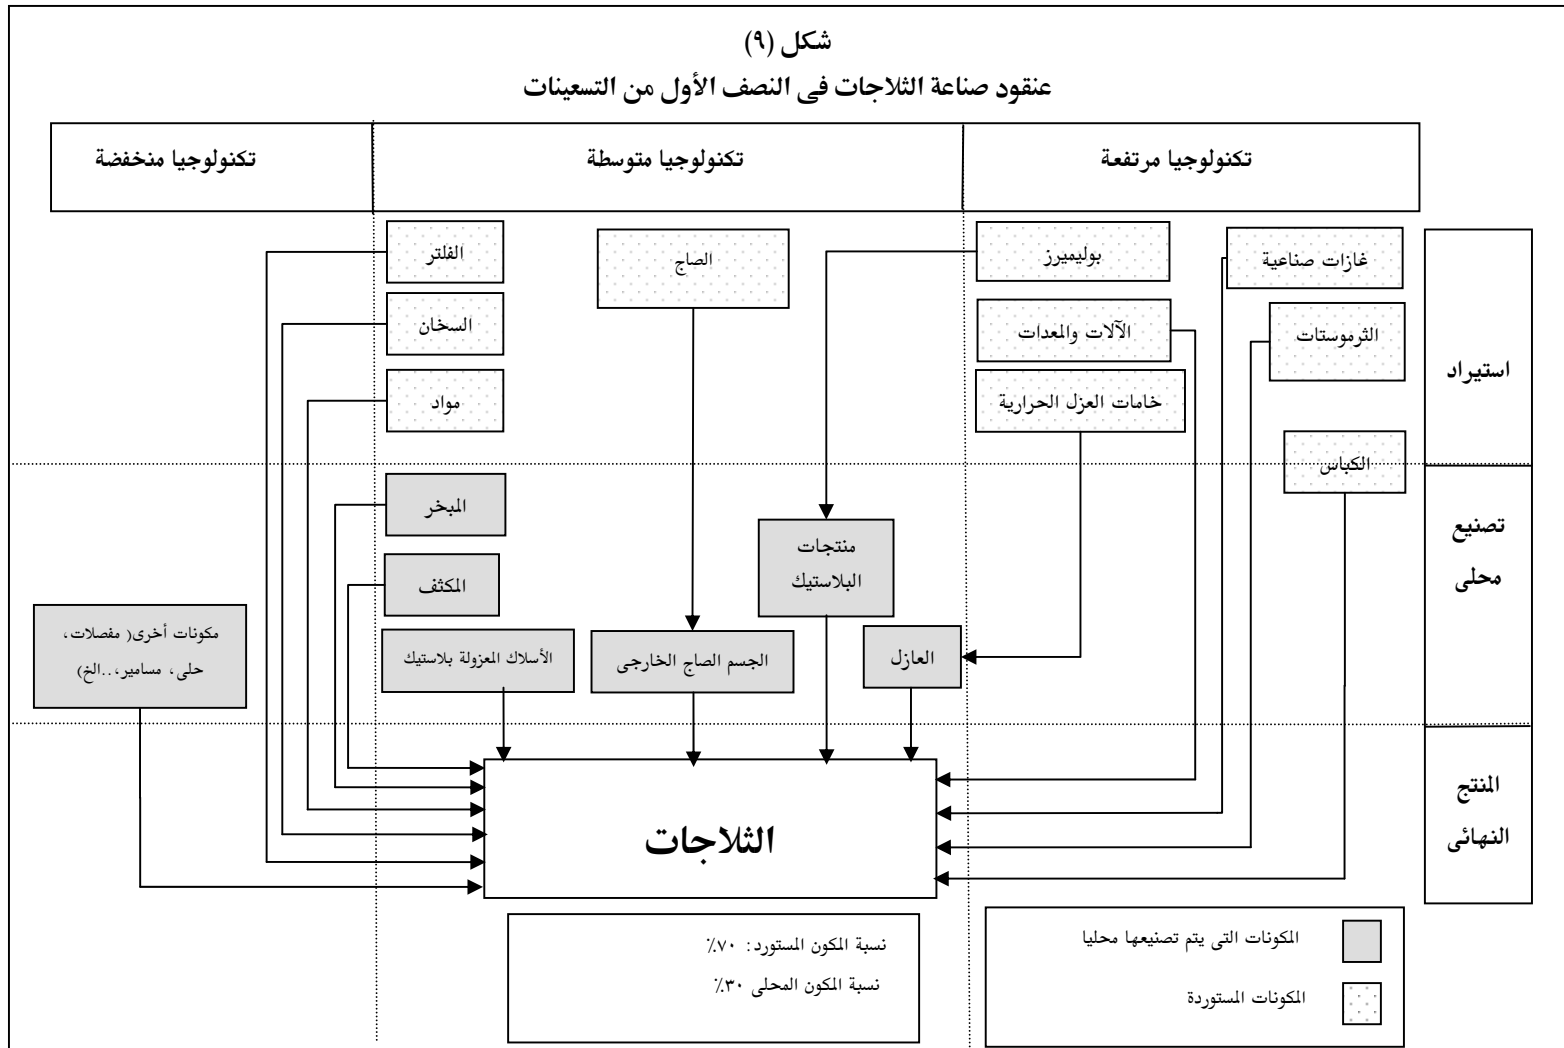 شكل (٩)
عنقود صناعة الثلاجات فى النصف الأول من التسعينات
تكنولوجيا مرتفعة
تكنولوجيا متوسطة
تكنولوجيا منخفضة
استيراد
غازات صناعية
بوليميرز
الصاج
الفلتر
الثرموستات
الآلات والمعدات
السخان
خامات العزل الحرارية
مواد
الكباس
تصنيع
محلى
المبخر
منتجات
البلاستيك
المكثف
العازل
الجسم الصاج الخارجى
الأسلاك المعزولة بلاستيك
مكونات أخرى( مفصلات،
حلى، مسامير،..الخ)
المنتج
النهائى
الثلاجات
المكونات التى يتم تصنيعها محليا
المكونات المستوردة
نسبة المكون المستورد: ٧٠٪
نسبة المكون المحلى ٣٠٪